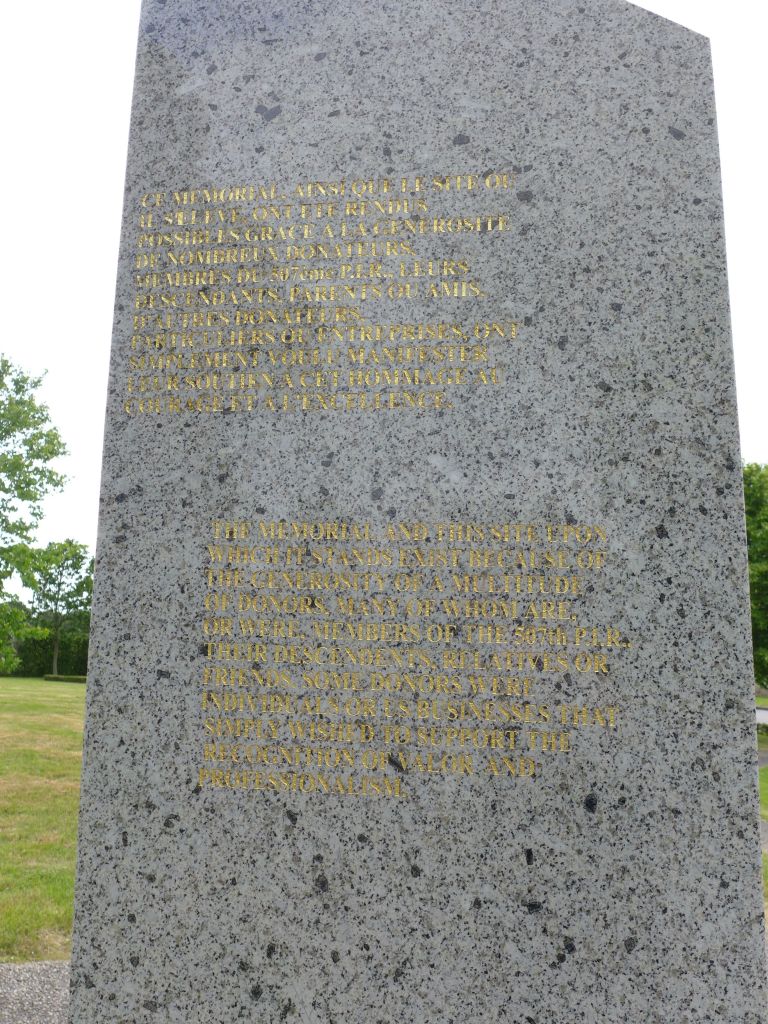 CE MEMORIAL, AINSI QUE LE SITE OU
IL S'ELEVE, ONT ETE RENDUS
POSSIBLES GRACE A LA GENEROSITE
DE NOMBREUX DONATEURS,
MEMBRES DU 507ème P.I.R., LEURS
DESCENDANTS, PARENTS OU AMIS.
D'AUTRES DONATEURS,
PARTICULIERS OU ENTREPRISES, ONT
SIMPLEMENT VOULU MANIFESTER
LEUR SOUTIEN A CET HOMMAGE AU
COURAGE ET A L'EXCELLENCE.
THE MEMORIAL AND THIS SITE UPON
WHICH IT STANDS EXIST BECAUSE OF
THE GENEROSITY OF A MULTITUDE
OF DONORS, MANY OF WHOM ARE,
OR WERE, MEMBERS OF THE 507th P.I.R.,
THEIR DESCENDENTS, RELATIVES OR
FRIENDS. SOME DONORS WERE
INDIVIDUALS OR US BUSINESSES THAT
SIMPLY WISHED TO SUPPORT THE
RECOGNITION OF VALOR AND
PROFESSIONALISM.